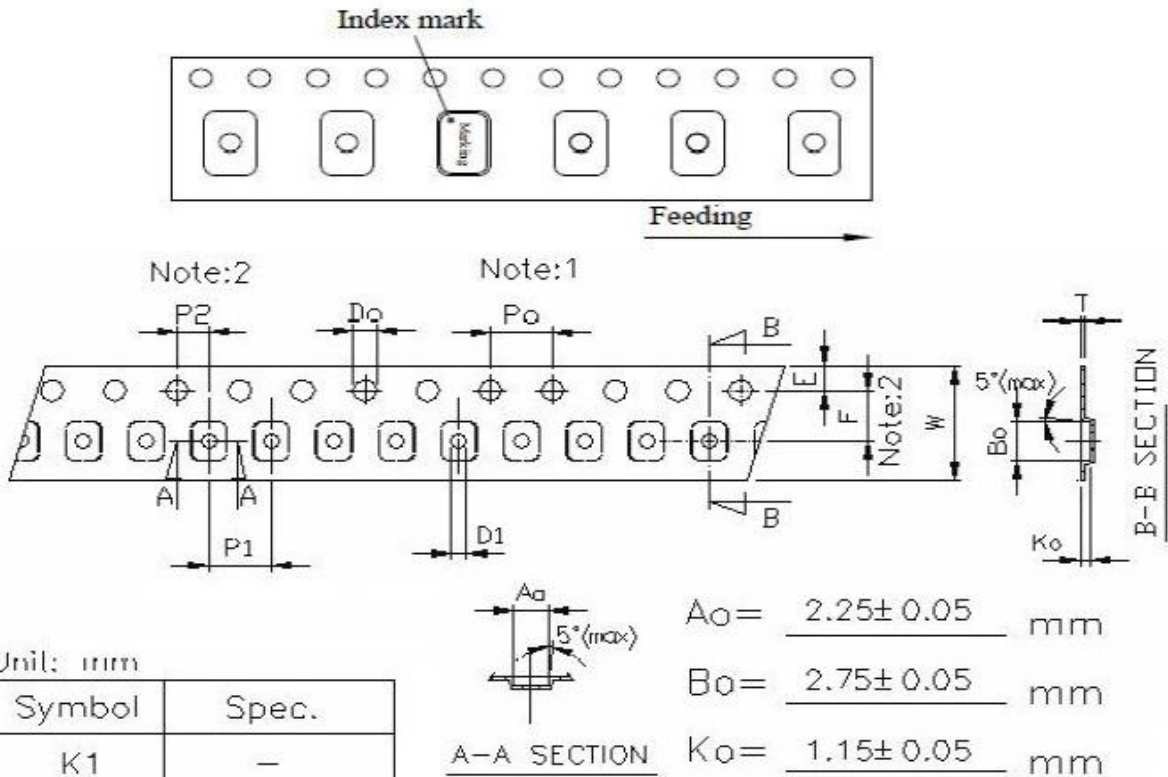 Index mark
Marking
Feeding
Note:2
Note:1
P2
Do
Po
B
E
F
Note:2
W
T
5°(max)
Bo
B-B SECTION
A
A
B
P1
D1
Ko
Ao
5°(max)
A-A SECTION
Ao= 2.25± 0.05 mm
Bo= 2.75± 0.05 mm
Ko= 1.15± 0.05 mm
Unit: mm
Symbol Spec.
K1 –